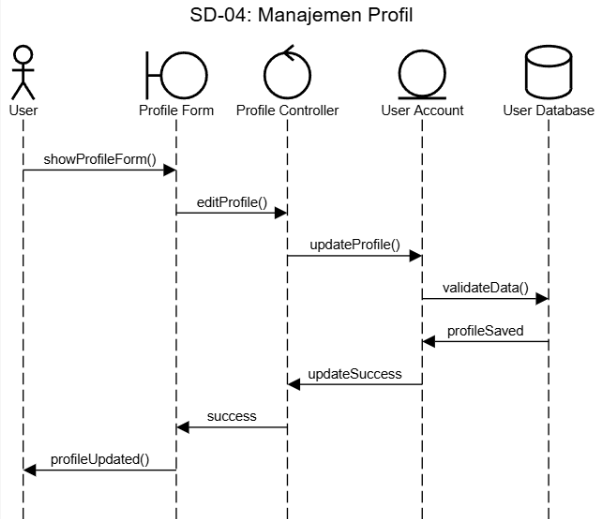 SD-04: Manajemen Profil
User
Profile Form
Profile Controller
User Account
User Database
showProfileForm()
editProfile()
updateProfile()
validateData()
profileSaved
updateSuccess
success
profileUpdated()